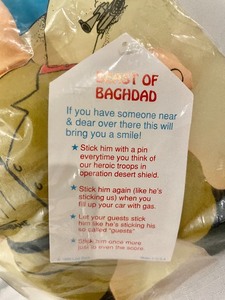 BEAST OF
BAGHDAD
If you have someone near
& dear over there this will
bring you a smile!
★ Stick him with a pin
everytime you think of
our heroic troops in
operation desert shield.
★ Stick him again (like he's
sticking us) when you
fill up your car with gas.
★ Let your guests stick
him like he's sticking his
so called "guests"
★ Stick him once more
just to even the score